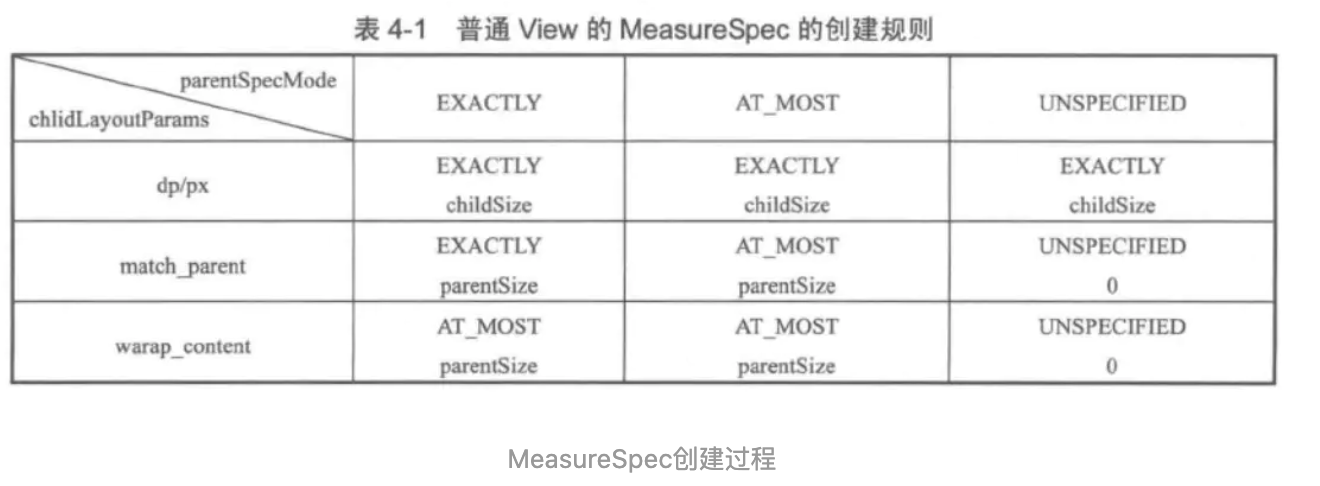 表 4-1 普通 View 的 MeasureSpec 的创建规则
parentSpecMode
chlidLayoutParams
EXACTLY
AT_MOST
UNSPECIFIED
dp/px
EXACTLY
childSize
EXACTLY
childSize
EXACTLY
childSize
match_parent
EXACTLY
parentSize
AT_MOST
parentSize
UNSPECIFIED
0
warap_content
AT_MOST
parentSize
AT_MOST
parentSize
UNSPECIFIED
0
MeasureSpec创建过程